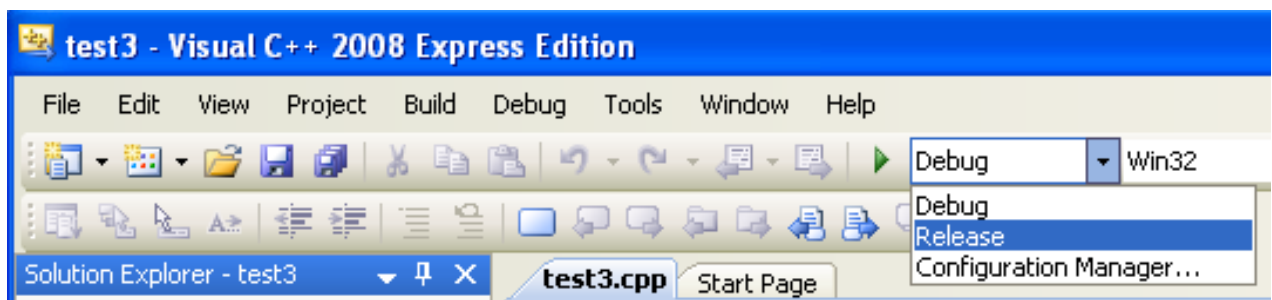 test3 - Visual C++ 2008 Express Edition
File Edit View Project Build Debug Tools Window Help
Debug Win32
Debug
Release
Configuration Manager...
Solution Explorer - test3 test3.cpp Start Page